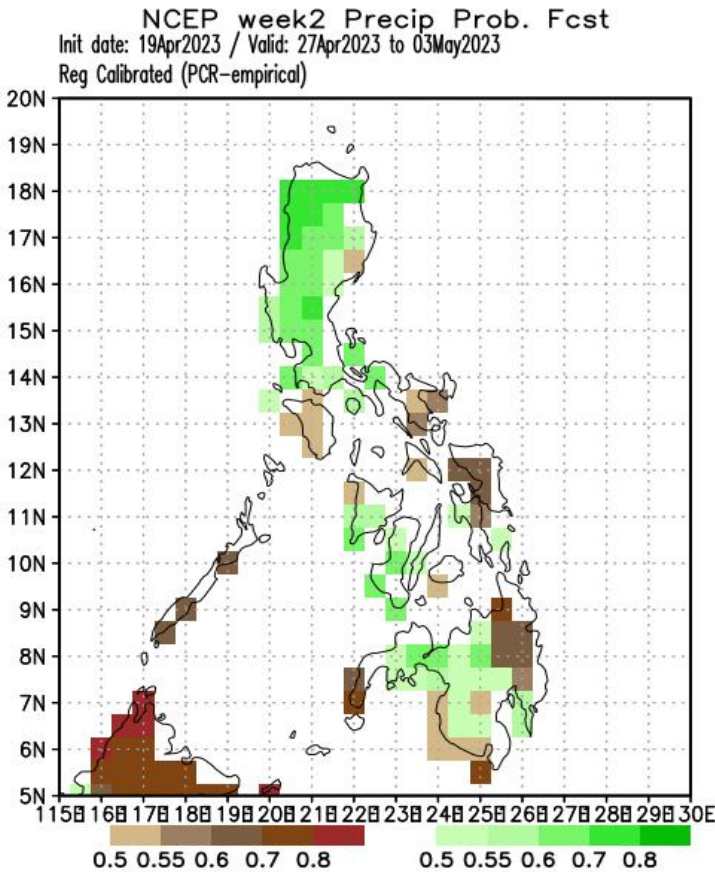 NCEP week2 Precip Prob. Fcst
Init date: 19Apr2023 / Valid: 27Apr2023 to 03May2023
Reg Calibrated (PCR-empirical)
20N
19N
18N
17N
16N
15N
14N
13N
12N
11N
10N
9N
8N
7N
6N
5N
115E 116E 117E 118E 119E 120E 121E 122E 123E 124E 125E 126E 127E 128E 129E 130E
0.5 0.55 0.6 0.7 0.8 0.5 0.55 0.6 0.7 0.8